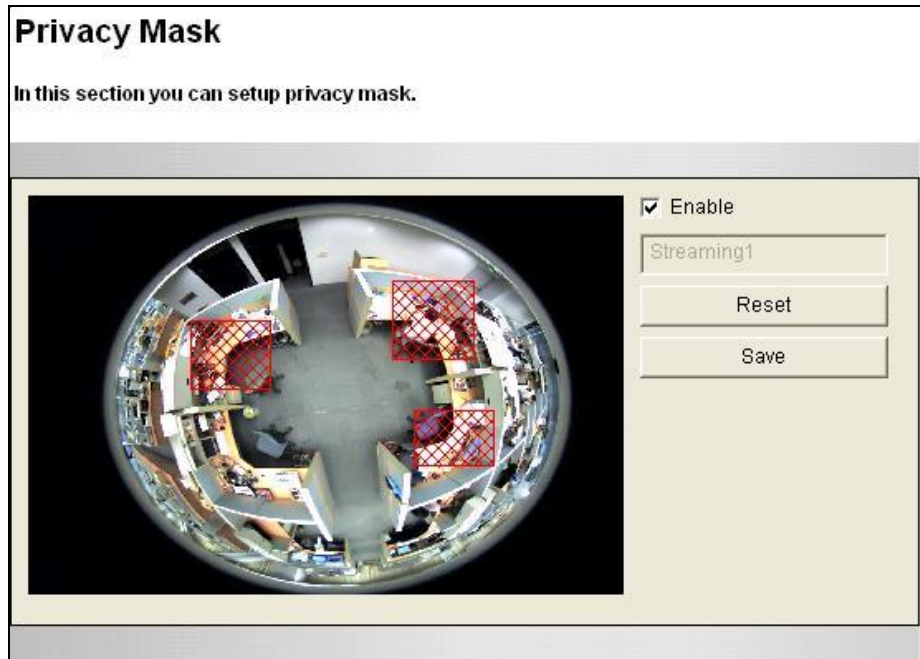 Privacy Mask
In this section you can setup privacy mask.
Enable
Streaming1
Reset
Save